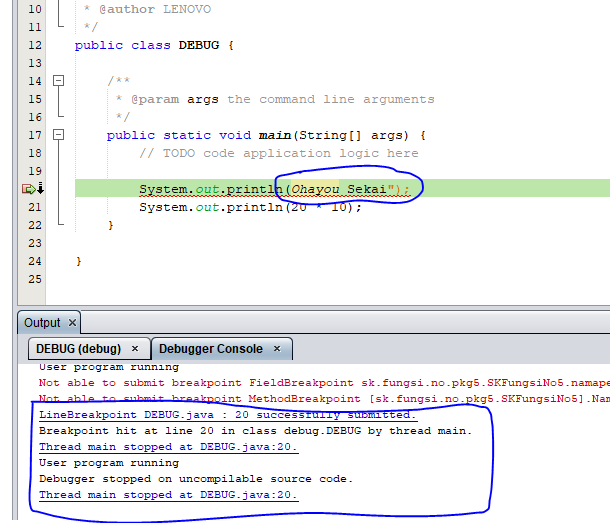 10 * @author LENOVO
11 */
12 public class DEBUG {
13
14 /**
15 * @param args the command line arguments
16 */
17 public static void main(String[] args) {
18 // TODO code application logic here
19
System.out.println(Ohayou Sekai");
21 System.out.println(20 * 10);
22 }
23
24 }
25
Output ×
DEBUG (debug) × Debugger Console ×
User program running
Not able to submit breakpoint FieldBreakpoint sk.fungsi.no.pkg5.SKFungsiNo5.namape
Not able to submit breakpoint MethodBreakpoint [sk.fungsi.no.pkg5.SKFungsiNo5].Nam
LineBreakpoint DEBUG.java : 20 successfully submitted.
Breakpoint hit at line 20 in class debug.DEBUG by thread main.
Thread main stopped at DEBUG.java:20.
User program running
Debugger stopped on uncompilable source code.
Thread main stopped at DEBUG.java:20.